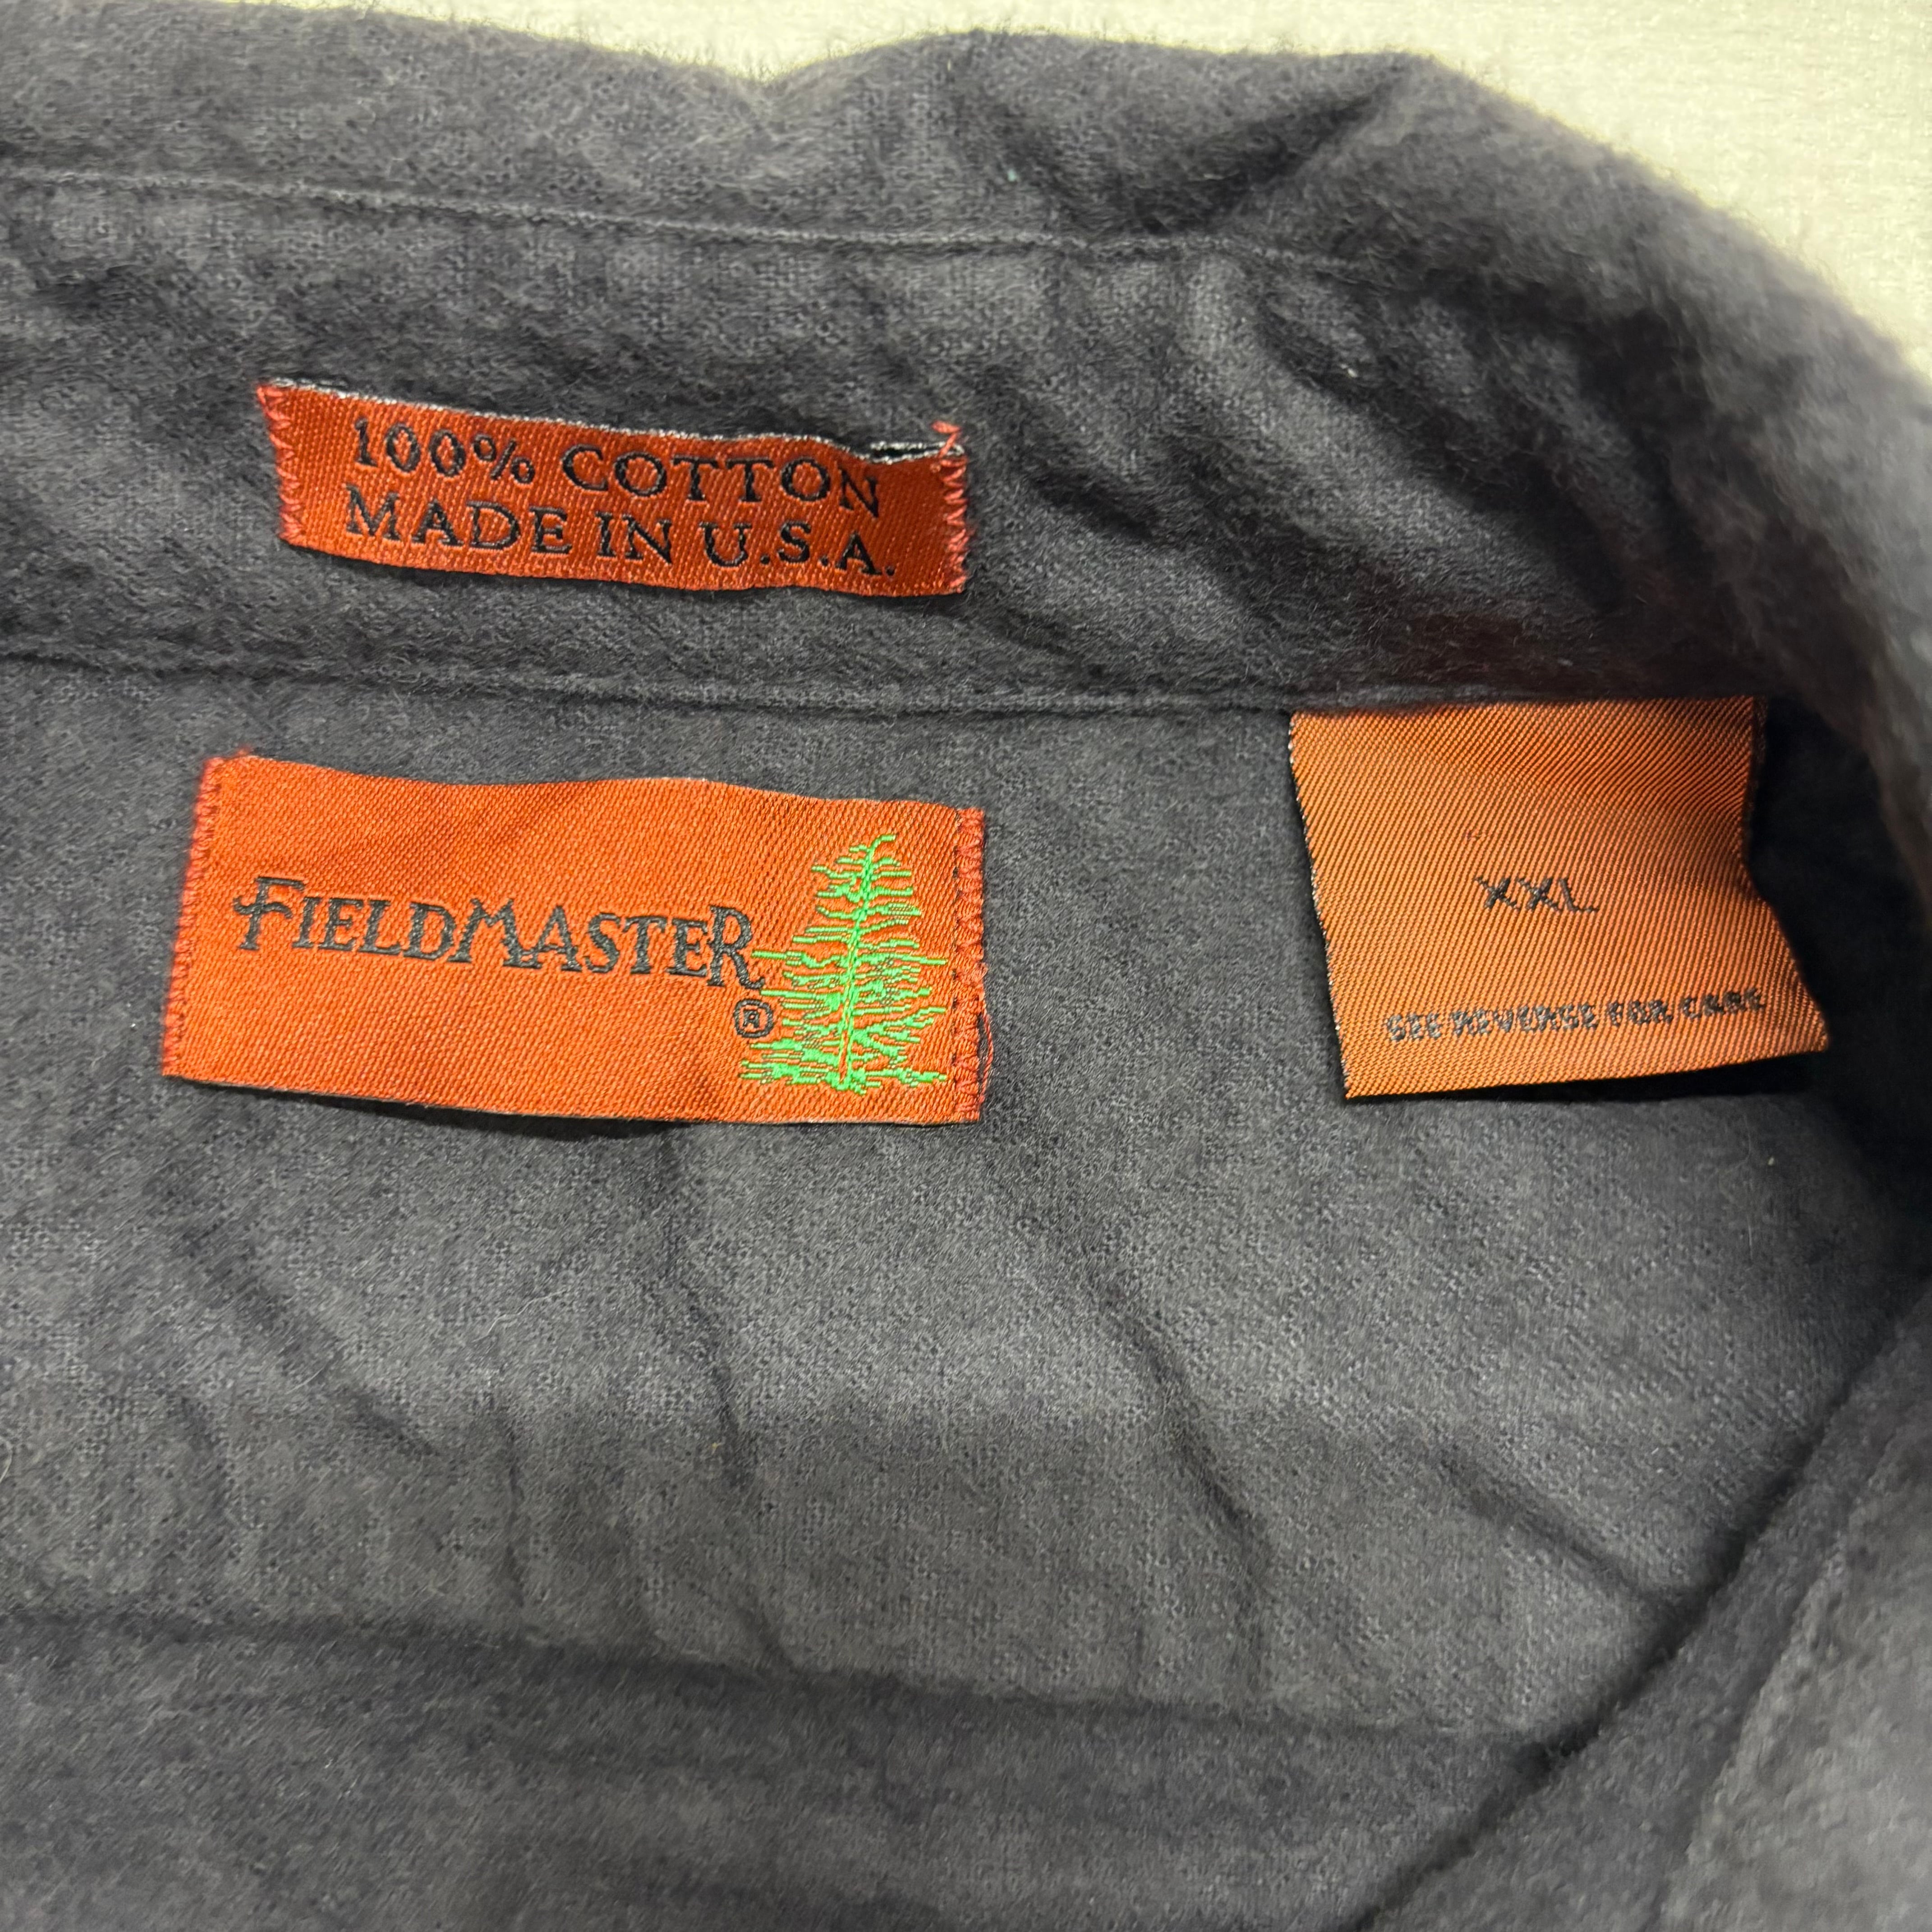 100% COTTON
MADE IN U.S.A.
FIELDMASTER
®
XXL
SEE REVERSE FOR CARE